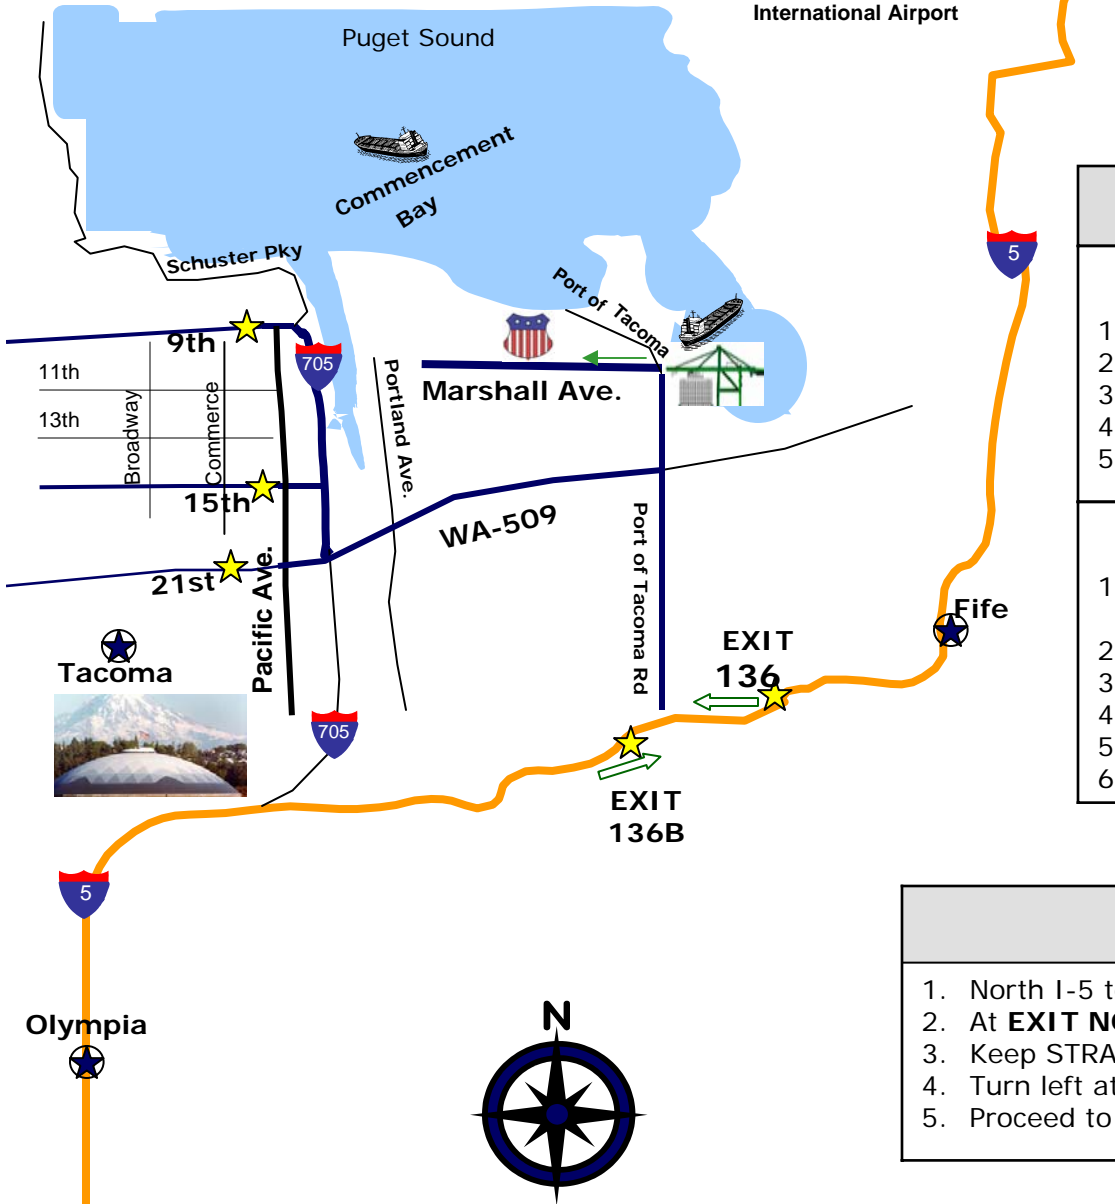 International Airport
Puget Sound
Commencement
Bay
Schuster Pky
5
Port of Tacoma
9th
705
11th
Marshall Ave.
Portland Ave.
Broadway
Commerce
13th
15th
WA-509
Port of Tacoma Rd
21st
Pacific Ave.
Fife
EXIT
136
Tacoma
705
EXIT
136B
5
Olympia
N
1
2
3
4
5
1
2
3
4
5
6
1. North I-5 t
2. At EXIT N
3. Keep STRA
4. Turn left at
5. Proceed to